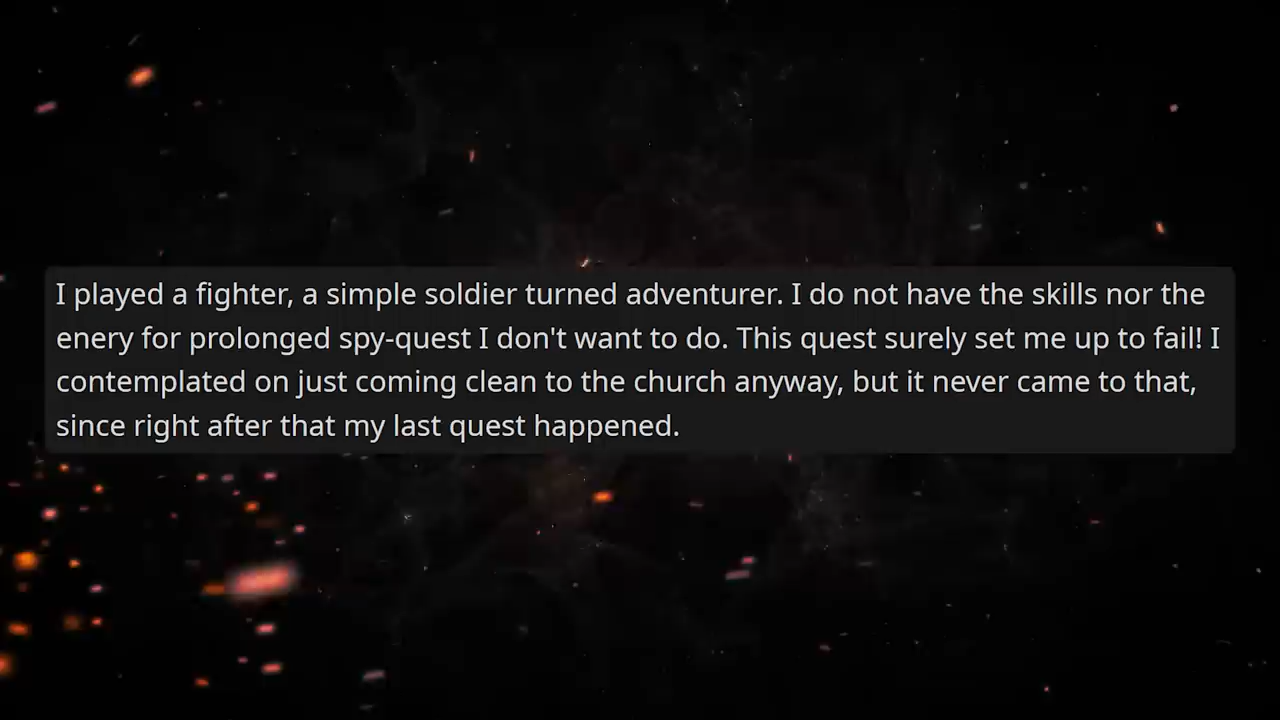 I played a fighter, a simple soldier turned adventurer. I do not have the skills nor the
enery for prolonged spy-quest I don't want to do. This quest surely set me up to fail! I
contemplated on just coming clean to the church anyway, but it never came to that,
since right after that my last quest happened.